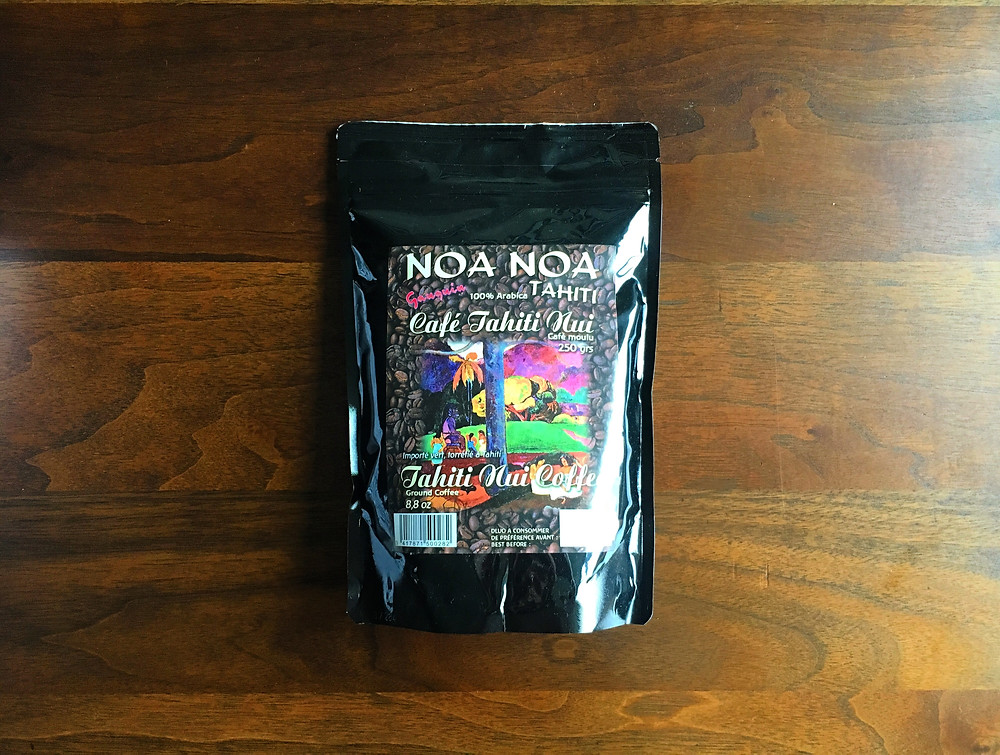 NOA NOA
Gauguin 100% Arabica TAHITI
Café Tahiti Nui
Café moulu
250 grs
Importé vert, torréfié à Tahiti
Tahiti Nui Coffe
Ground Coffee
8,8 oz
DLUO A CONSOMMER
DE PRÉFÉRENCE AVANT :
BEST BEFORE :